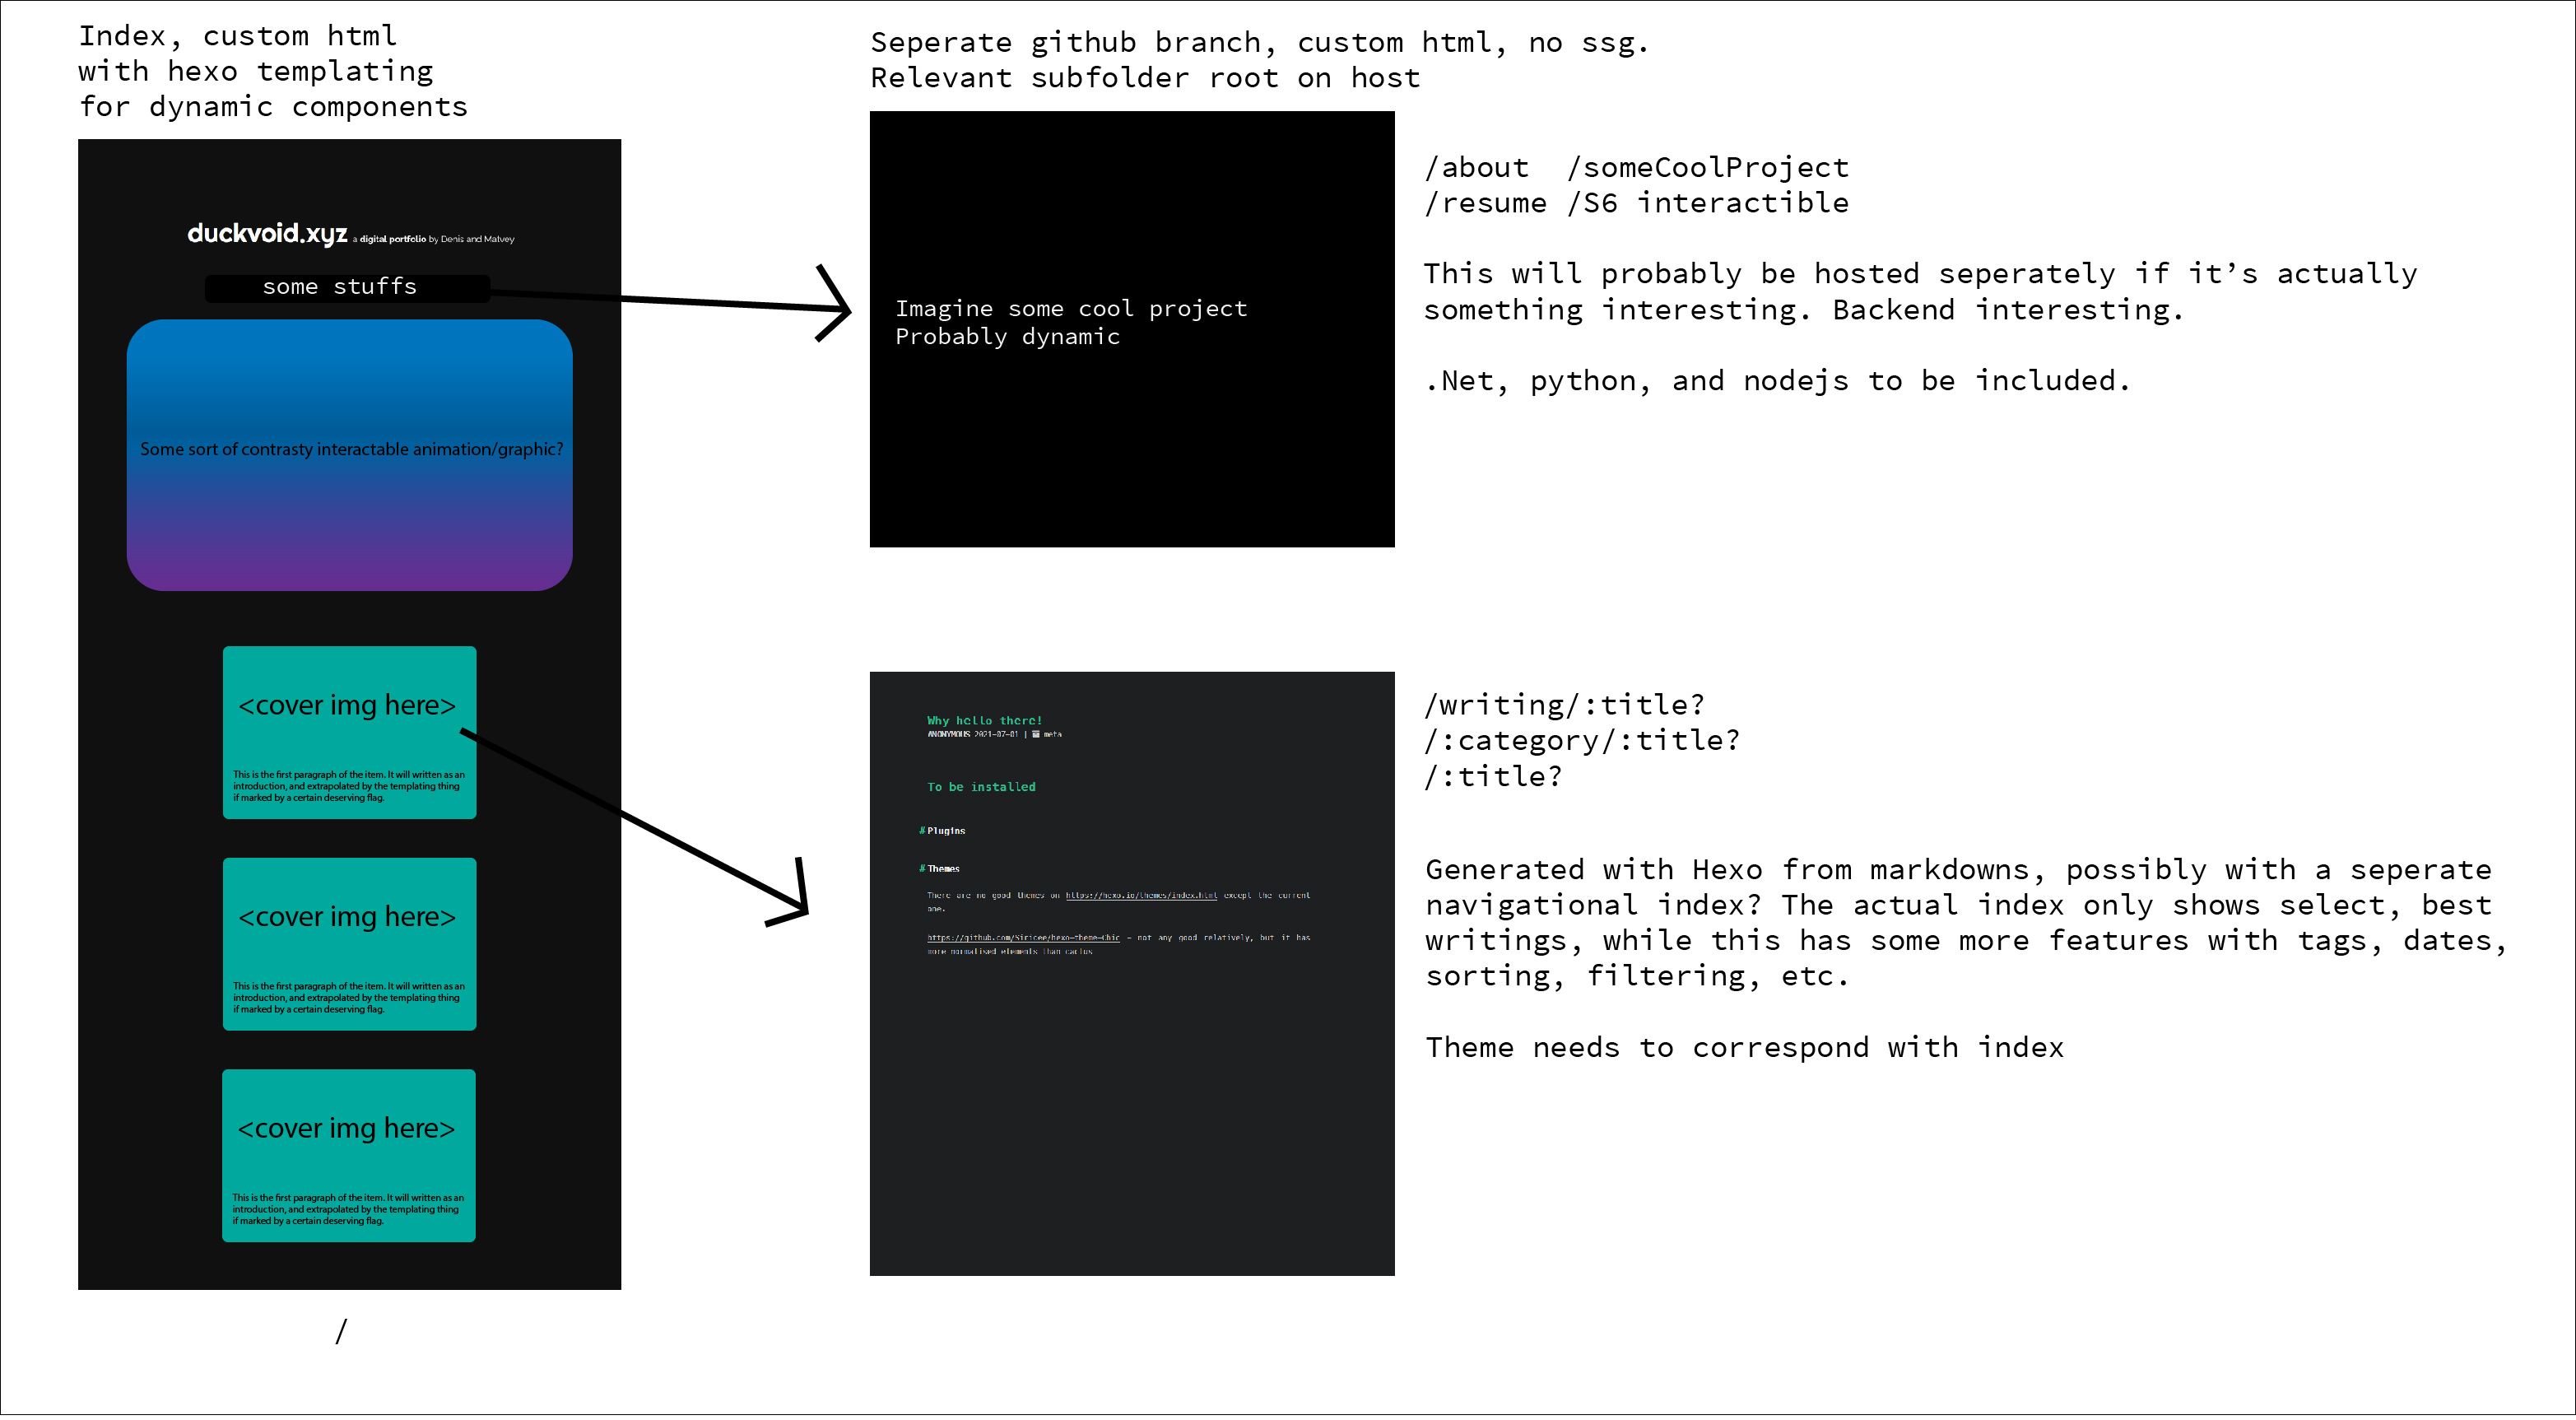 Index, custom html
with hexo templating
for dynamic components
duckvoid.xyz a digital portfolio by Denis and Matvey
some stuffs
Some sort of contrasty interactable animation/graphic?
<cover img here>
This is the first paragraph of the item. It will written as an
introduction, and extrapolated by the templating thing
if marked by a certain deserving flag.
<cover img here>
This is the first paragraph of the item. It will written as an
introduction, and extrapolated by the templating thing
if marked by a certain deserving flag.
<cover img here>
This is the first paragraph of the item. It will written as an
introduction, and extrapolated by the templating thing
if marked by a certain deserving flag.
/
Seperate github branch, custom html, no ssg.
Relevant subfolder root on host
Imagine some cool project
Probably dynamic
/about /someCoolProject
/resume /S6 interactible
This will probably be hosted seperately if it’s actually
something interesting. Backend interesting.
.Net, python, and nodejs to be included.
Why hello there!
ANONYMOUS 2021-07-01 | meta
To be installed
# Plugins
# Themes
There are no good themes on https://hexo.io/themes/index.html except the current
one.
https://github.com/Siricee/hexo-theme-Chic - not any good relatively, but it has
more normalised elements than cactus
/writing/:title?
/:category/:title?
/:title?
Generated with Hexo from markdowns, possibly with a seperate
navigational index? The actual index only shows select, best
writings, while this has some more features with tags, dates,
sorting, filtering, etc.
Theme needs to correspond with index